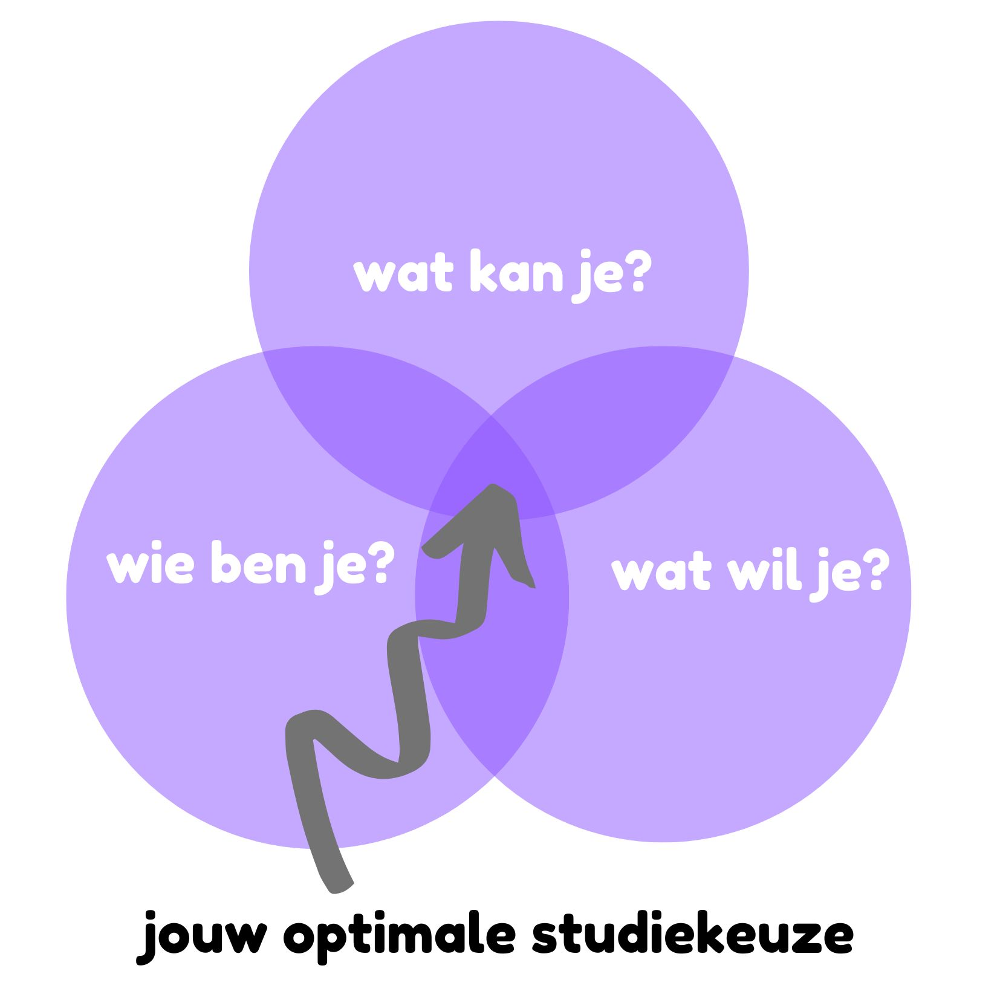 wat kan je?
wie ben je?
wat wil je?
jouw optimale studiekeuze